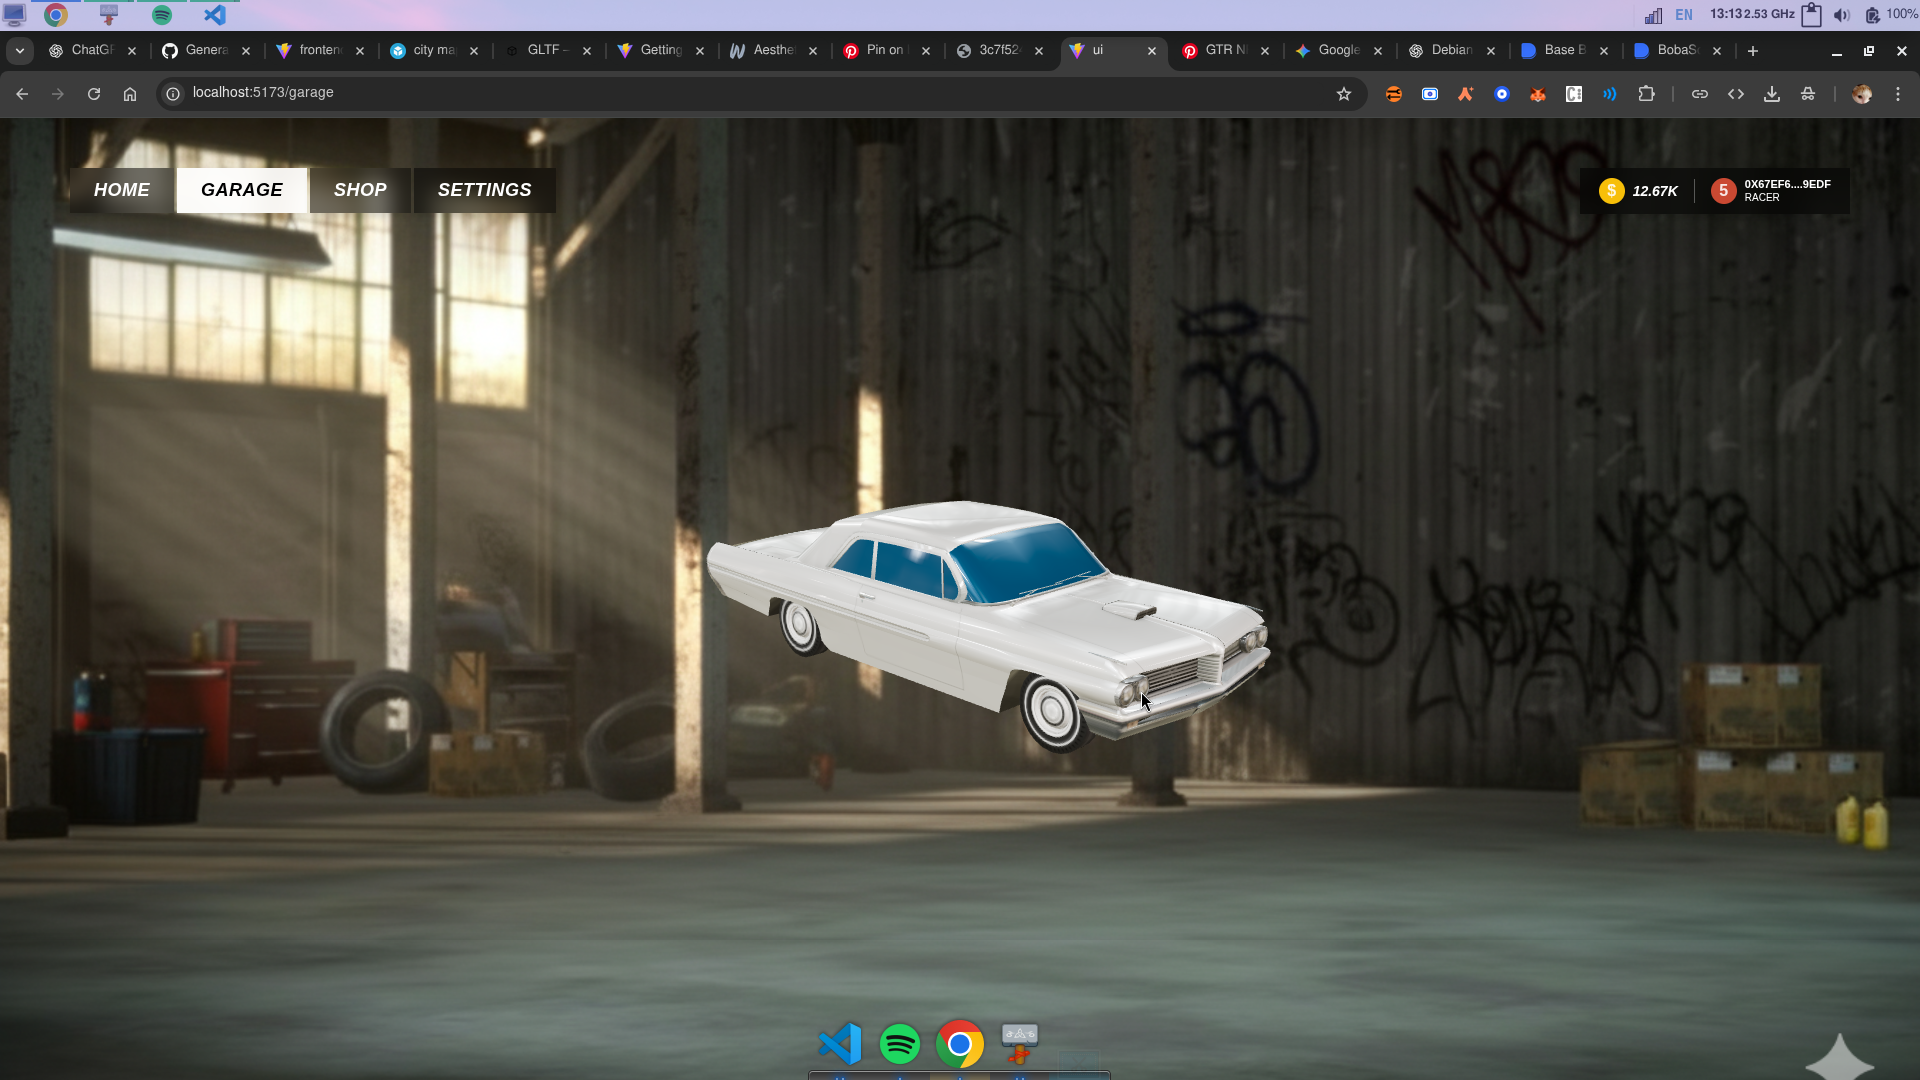 EN 13:13 2.53 GHz 100%
ChatGF Genera fronten city ma GLTF - Getting Aesthe Pin on 3c7f52 ui GTR N Google Debian Base B BobaS
localhost:5173/garage
HOME GARAGE SHOP SETTINGS
$ 12.67K 5 0X67EF6....9EDF
RACER